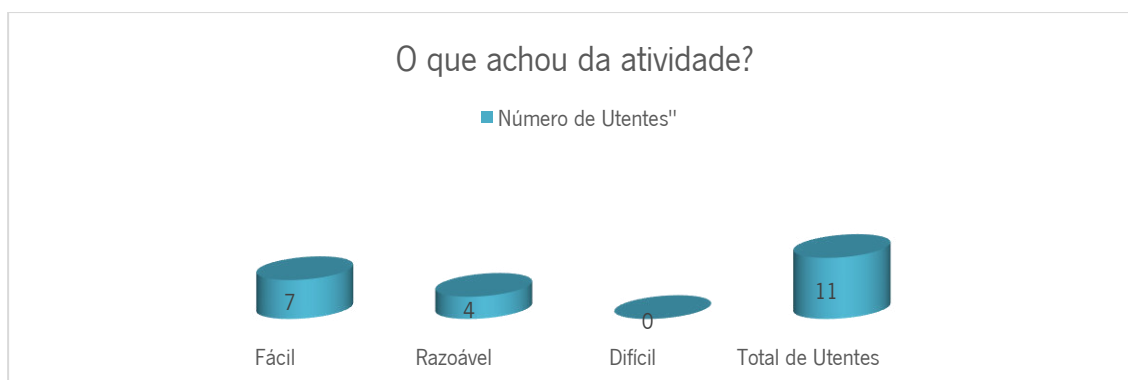 O que achou da atividade?
Número de Utentes"
7
4
0
11
Fácil
Razoável
Difícil
Total de Utentes